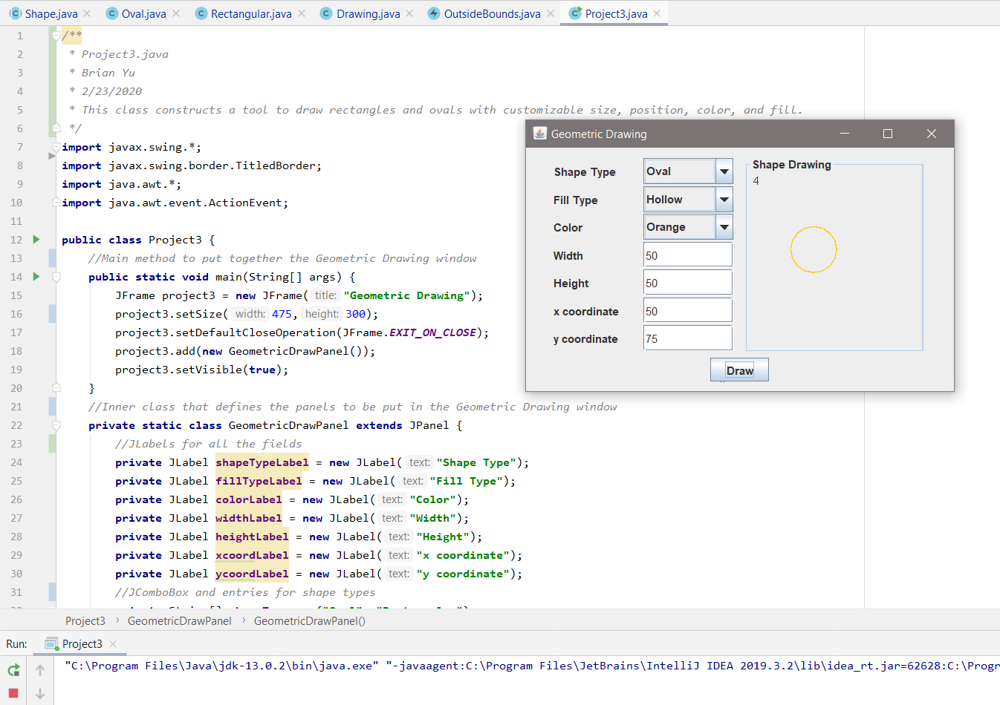 Shape.java Oval.java Rectangular.java Drawing.java OutsideBounds.java Project3.java
1 /**
2 * Project3.java
3 * Brian Yu
4 * 2/23/2020
5 * This class constructs a tool to draw rectangles and ovals with customizable size, position, color, and fill.
6 */
7 import javax.swing.*;
8 import javax.swing.border.TitledBorder;
9 import java.awt.*;
10 import java.awt.event.ActionEvent;
11
12 public class Project3 {
13 //Main method to put together the Geometric Drawing window
14 public static void main(String[] args) {
15 JFrame project3 = new JFrame( title: "Geometric Drawing");
16 project3.setSize( width: 475, height: 300);
17 project3.setDefaultCloseOperation(JFrame.EXIT_ON_CLOSE);
18 project3.add(new GeometricDrawPanel());
19 project3.setVisible(true);
20 }
21 //Inner class that defines the panels to be put in the Geometric Drawing window
22 private static class GeometricDrawPanel extends JPanel {
23 //JLabels for all the fields
24 private JLabel shapeTypeLabel = new JLabel( text: "Shape Type");
25 private JLabel fillTypeLabel = new JLabel( text: "Fill Type");
26 private JLabel colorLabel = new JLabel( text: "Color");
27 private JLabel widthLabel = new JLabel( text: "Width");
28 private JLabel heightLabel = new JLabel( text: "Height");
29 private JLabel xcoordLabel = new JLabel( text: "x coordinate");
30 private JLabel ycoordLabel = new JLabel( text: "y coordinate");
31 //JComboBox and entries for shape types
Geometric Drawing
Shape Type Oval
Fill Type Hollow
Color Orange
Width 50
Height 50
x coordinate 50
y coordinate 75
Shape Drawing
4
Draw
Project3 › GeometricDrawPanel › GeometricDrawPanel()
Run: Project3
"C:\Program Files\Java\jdk-13.0.2\bin\java.exe" "-javaagent:C:\Program Files\JetBrains\IntelliJ IDEA 2019.3.2\lib\idea_rt.jar=62628:C:\Progr